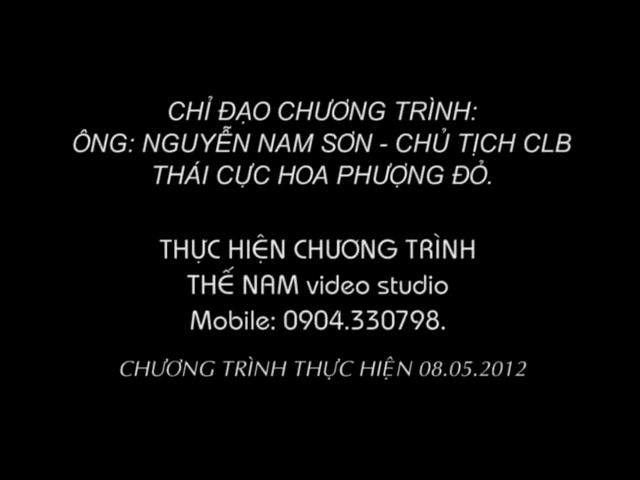 CHỈ ĐẠO CHƯƠNG TRÌNH:
ÔNG: NGUYỄN NAM SƠN - CHỦ TỊCH CLB
THÁI CỰC HOA PHƯỢNG ĐỎ.
THỰC HIỆN CHƯƠNG TRÌNH
THẾ NAM video studio
Mobile: 0904.330798.
CHƯƠNG TRÌNH THỰC HIỆN 08.05.2012